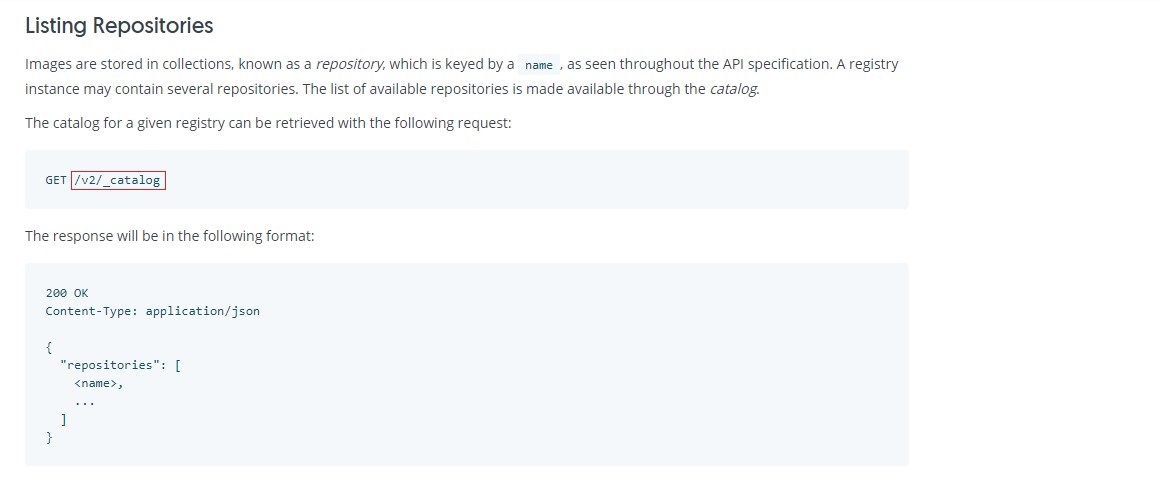 Listing Repositories
Images are stored in collections, known as a repository, which is keyed by a name , as seen throughout the API specification. A registry
instance may contain several repositories. The list of available repositories is made available through the catalog.
The catalog for a given registry can be retrieved with the following request:
GET /v2/_catalog
The response will be in the following format:
200 OK
Content-Type: application/json
{
"repositories": [
<name>,
...
]
}